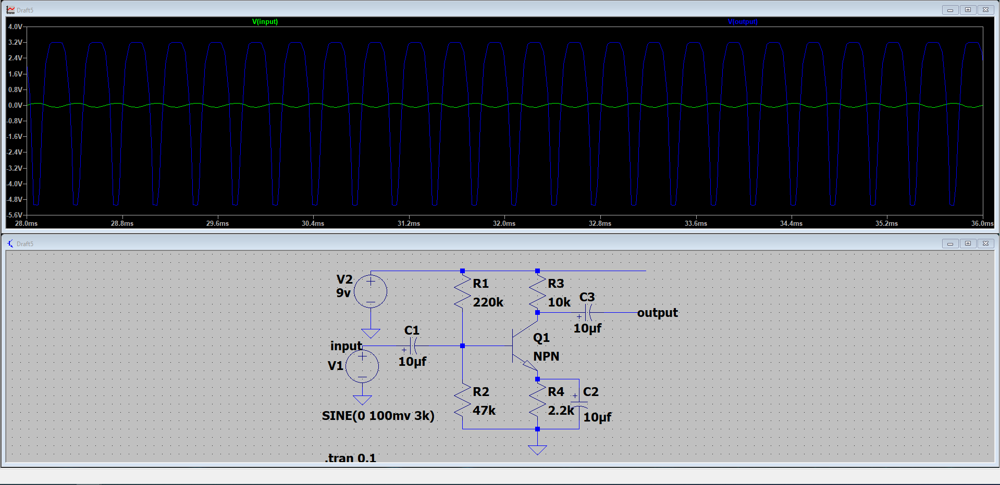 Draft5
V(input) V(output)
4.0V
3.2V
2.4V
1.6V
0.8V
0.0V
-0.8V
-1.6V
-2.4V
-3.2V
-4.0V
-4.8V
-5.6V
28.0ms 28.8ms 29.6ms 30.4ms 31.2ms 32.0ms 32.8ms 33.6ms 34.4ms 35.2ms 36.0ms
Draft5
V2
9v
R1
220k
R3
10k
C3
10µf
output
C1
10µf
input
V1
Q1
NPN
R2
47k
R4
2.2k
C2
10µf
SINE(0 100mv 3k)
.tran 0.1